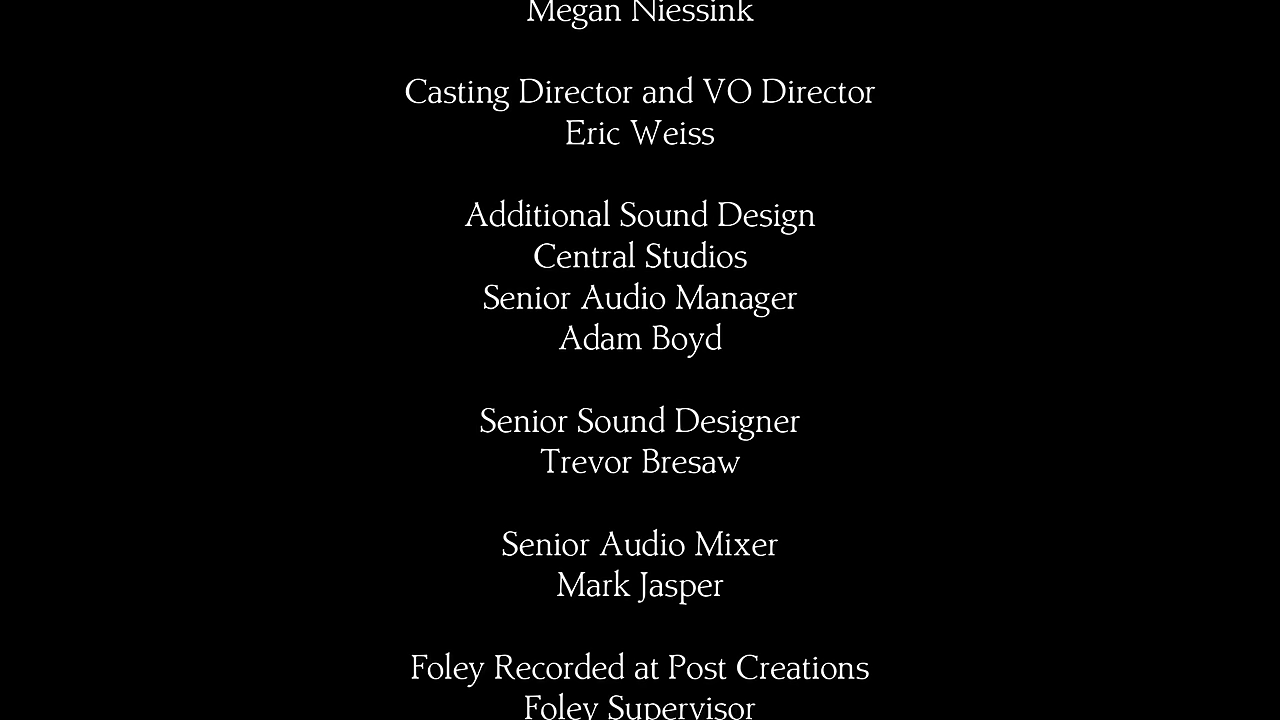 Megan Niessink
Casting Director and VO Director
Eric Weiss
Additional Sound Design
Central Studios
Senior Audio Manager
Adam Boyd
Senior Sound Designer
Trevor Bresaw
Senior Audio Mixer
Mark Jasper
Foley Recorded at Post Creations
Foley Supervisor